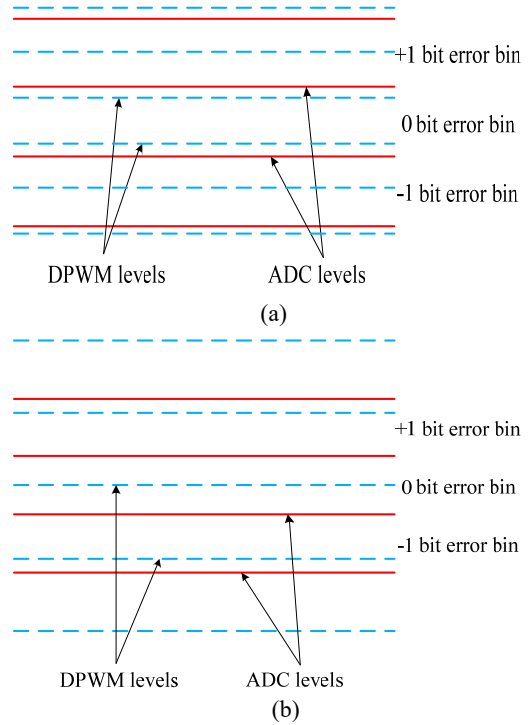 +1 bit error bin
0 bit error bin
-1 bit error bin
DPWM levels
ADC levels
(a)
+1 bit error bin
0 bit error bin
-1 bit error bin
DPWM levels
ADC levels
(b)